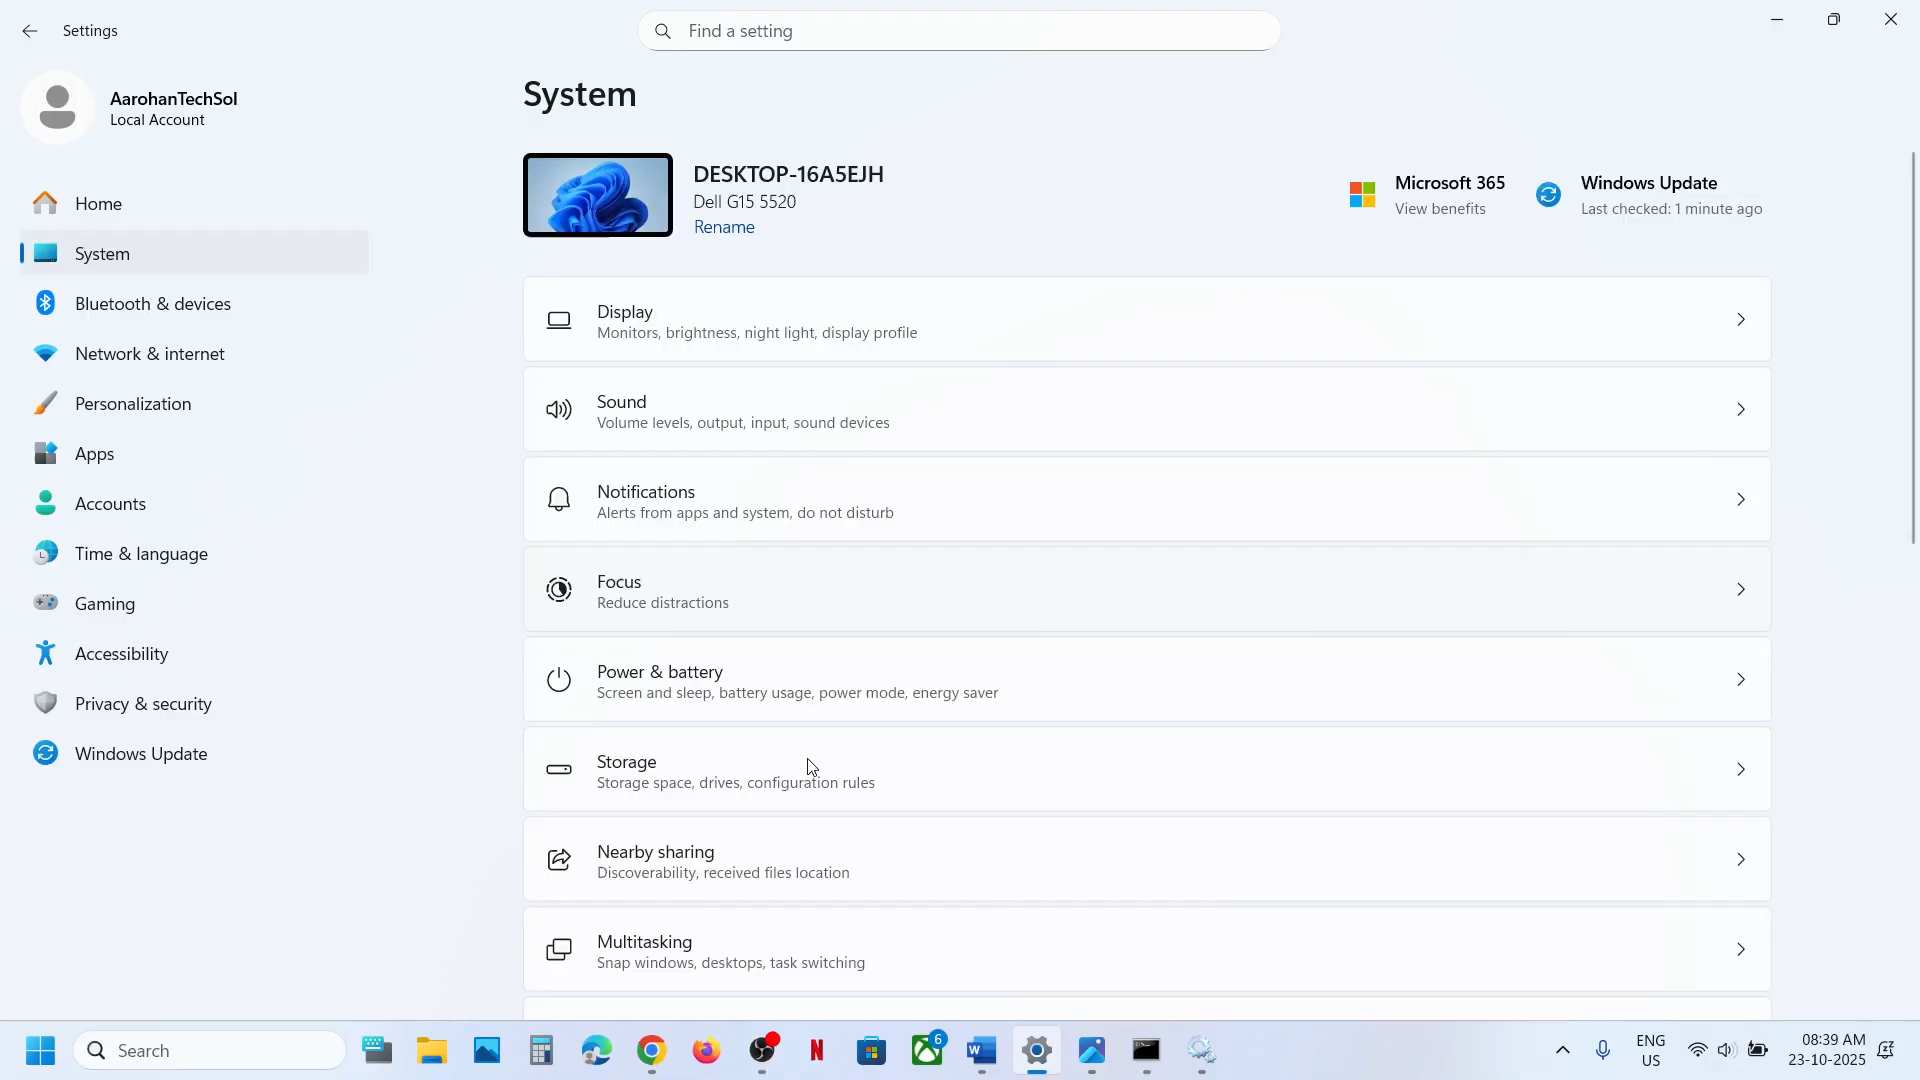 Settings
Find a setting
AarohanTechSol
Local Account
Home
System
Bluetooth & devices
Network & internet
Personalization
Apps
Accounts
Time & language
Gaming
Accessibility
Privacy & security
Windows Update
System
DESKTOP-16A5EJH
Dell G15 5520
Rename
Microsoft 365
View benefits
Windows Update
Last checked: 1 minute ago
Display
Monitors, brightness, night light, display profile
Sound
Volume levels, output, input, sound devices
Notifications
Alerts from apps and system, do not disturb
Focus
Reduce distractions
Power & battery
Screen and sleep, battery usage, power mode, energy saver
Storage
Storage space, drives, configuration rules
Nearby sharing
Discoverability, received files location
Multitasking
Snap windows, desktops, task switching
Search
N
6
W
ENG
US
08:39 AM
23-10-2025